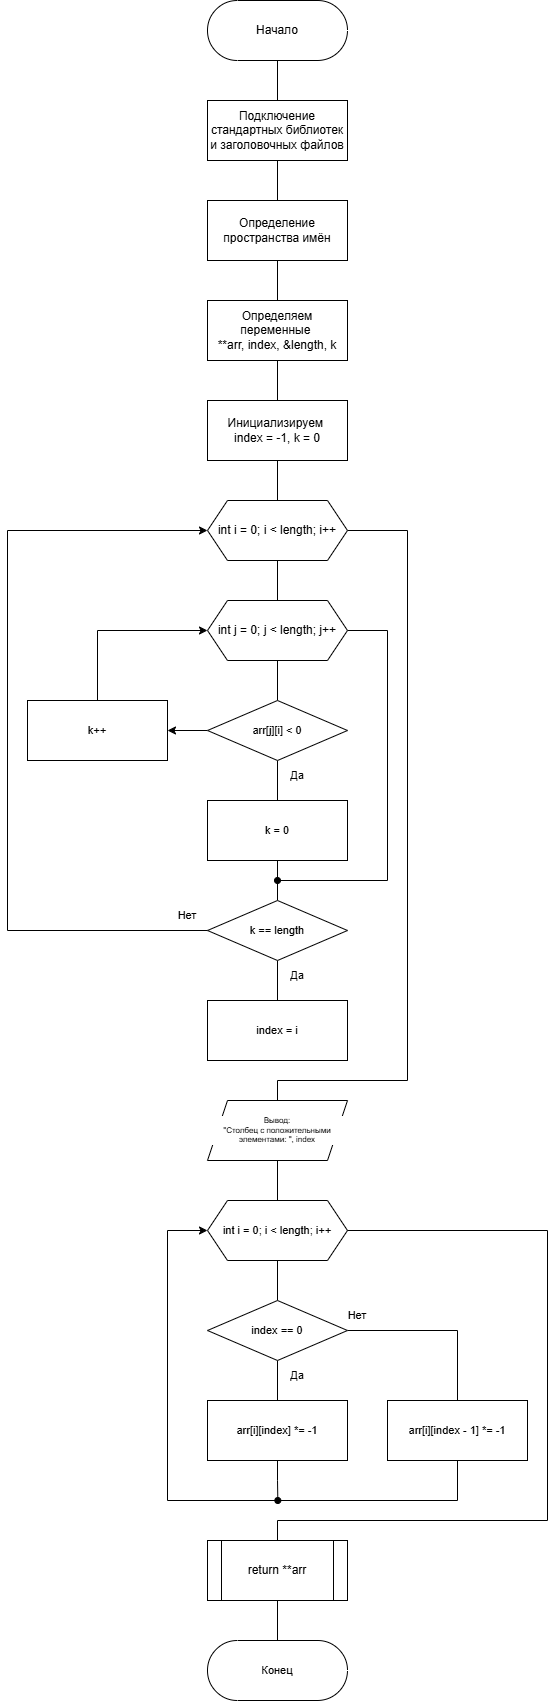 Начало
Подключение
стандартных библиотек
и заголовочных файлов
Определение
пространства имён
Определяем
переменные
**arr, index, &length, k
Инициализируем
index = -1, k = 0
int i = 0; i < length; i++
int j = 0; j < length; j++
k++
arr[j][i] < 0
Да
k = 0
Нет
k == length
Да
index = i
Вывод:
"Столбец с положительными
элементами: ", index
int i = 0; i < length; i++
Нет
index == 0
Да
arr[i][index] *= -1
arr[i][index - 1] *= -1
return **arr
Конец